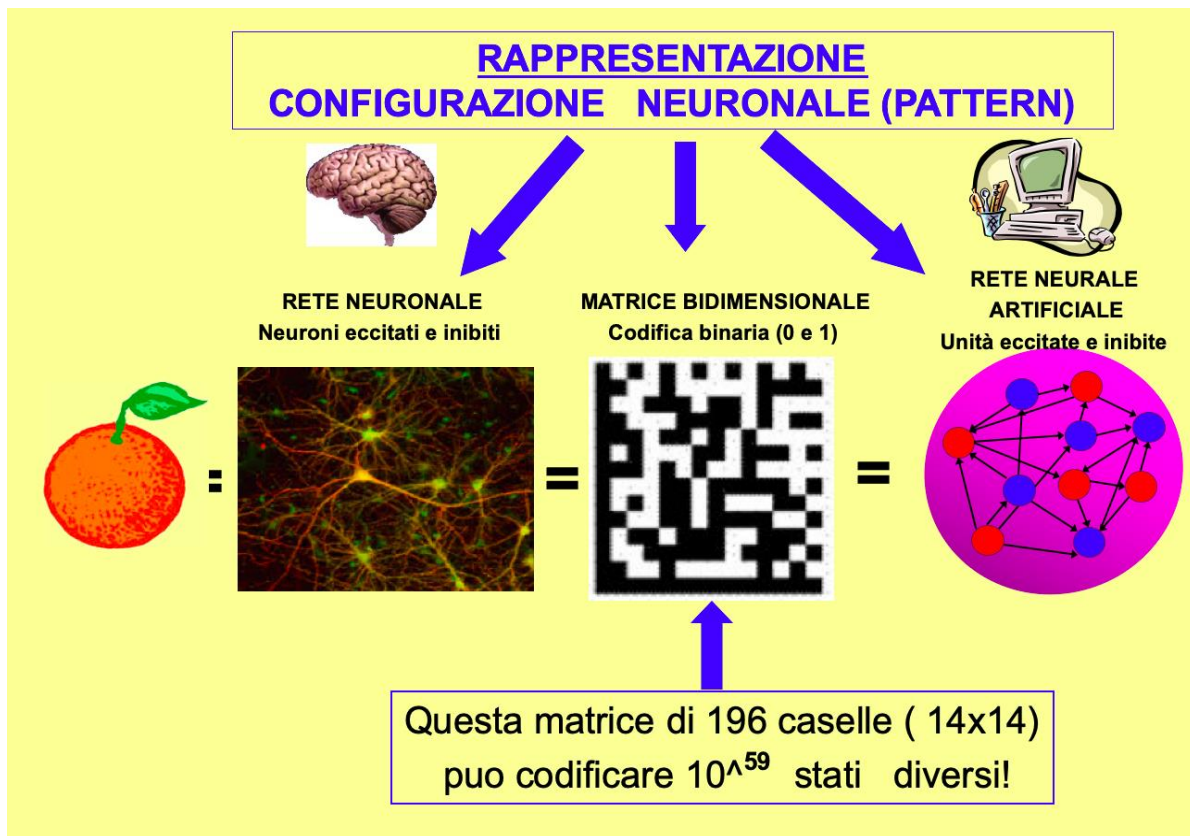 RAPPRESENTAZIONE
CONFIGURAZIONE NEURONALE (PATTERN)
RETE NEURONALE
Neuroni eccitati e inibiti
MATRICE BIDIMENSIONALE
Codifica binaria (0 e 1)
RETE NEURALE
ARTIFICIALE
Unità eccitate e inibite
: = =
Questa matrice di 196 caselle ( 14x14)
puo codificare 10^59 stati diversi!